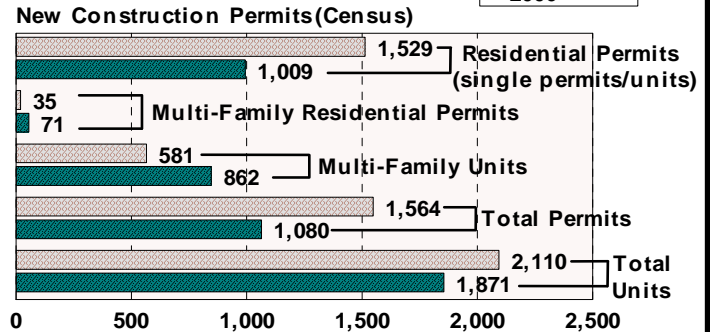 New Construction Permits (Census)
1,529
Residential Permits
(single permits/units)
1,009
35
Multi-Family Residential Permits
71
581
Multi-Family Units
862
1,564
Total Permits
1,080
2,110
Total
Units
1,871
0 500 1,000 1,500 2,000 2,500